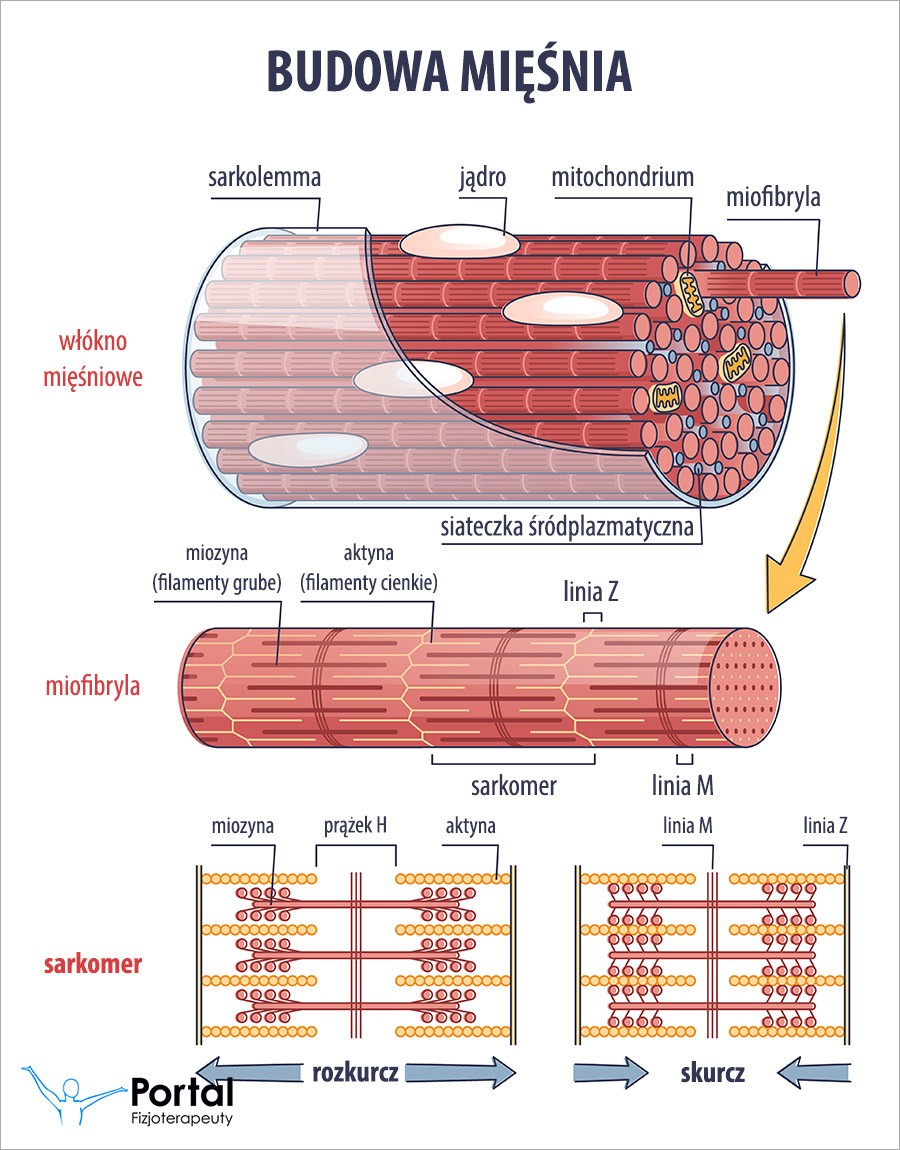 BUDOWA MIĘŚNIA
sarkolemma
jądro
mitochondrium
miofibryla
włókno
mięśniowe
siateczka śródplazmatyczna
miozyna
(filamenty grube)
aktyna
(filamenty cienkie)
linia Z
miofibryla
sarkomer
linia M
miozyna
prążek H
aktyna
linia M
linia Z
sarkomer
rozkurcz
skurcz
Portal
Fizjoterapeuty